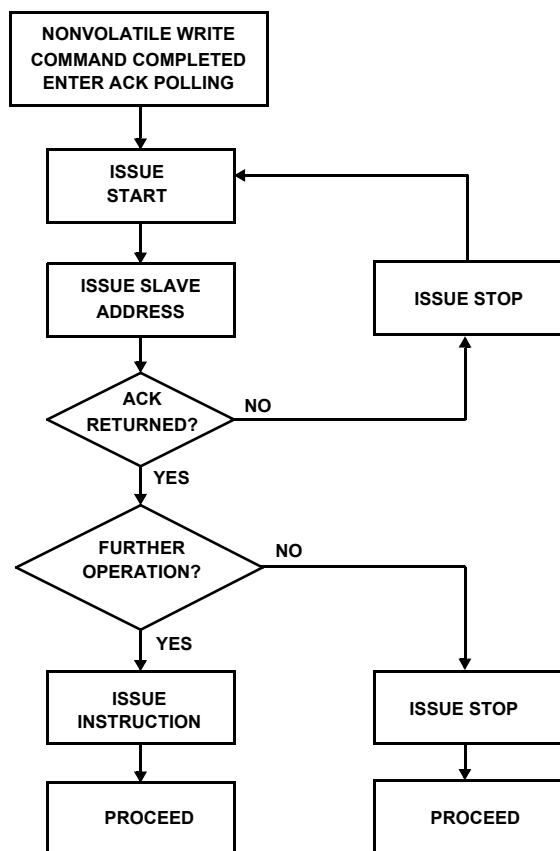 NONVOLATILE WRITE
COMMAND COMPLETED
ENTER ACK POLLING
ISSUE
START
ISSUE SLAVE
ADDRESS
ISSUE STOP
ACK
RETURNED?
NO
YES
FURTHER
OPERATION?
NO
YES
ISSUE
INSTRUCTION
ISSUE STOP
PROCEED
PROCEED